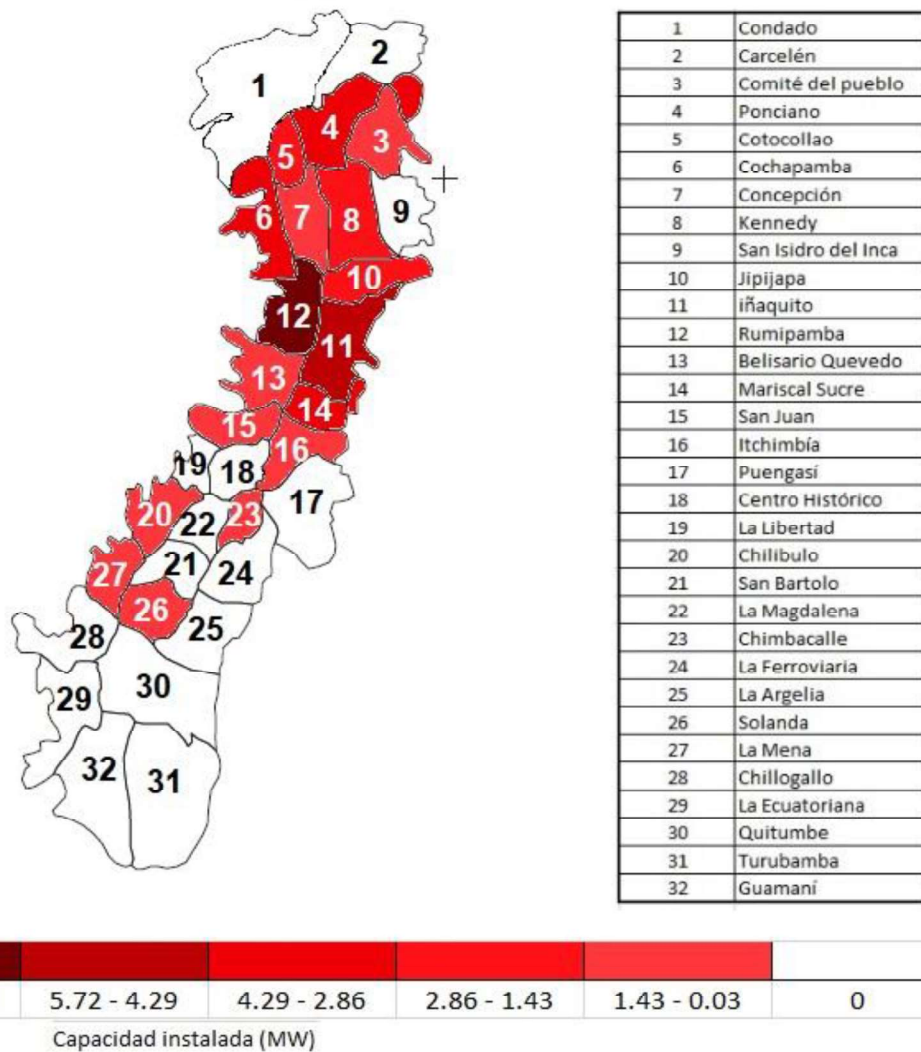 1 Condado
2 Carcelén
3 Comité del pueblo
4 Ponciano
5 Cotocollao
6 Cochapamba
7 Concepción
8 Kennedy
9 San Isidro del Inca
10 Jipijapa
11 iñaquito
12 Rumipamba
13 Belisario Quevedo
14 Mariscal Sucre
15 San Juan
16 Itchimbía
17 Puengasí
18 Centro Histórico
19 La Libertad
20 Chilibulo
21 San Bartolo
22 La Magdalena
23 Chimbacalle
24 La Ferroviaria
25 La Argelia
26 Solanda
27 La Mena
28 Chillogallo
29 La Ecuatoriana
30 Quitumbe
31 Turubamba
32 Guamaní
1
2
4
3
5
6
7
8
9
10
12
11
13
14
15
16
19
18
17
20
22
23
21
24
27
26
25
28
30
29
32
31
5.72 - 4.29 4.29 - 2.86 2.86 - 1.43 1.43 - 0.03 0
Capacidad instalada (MW)